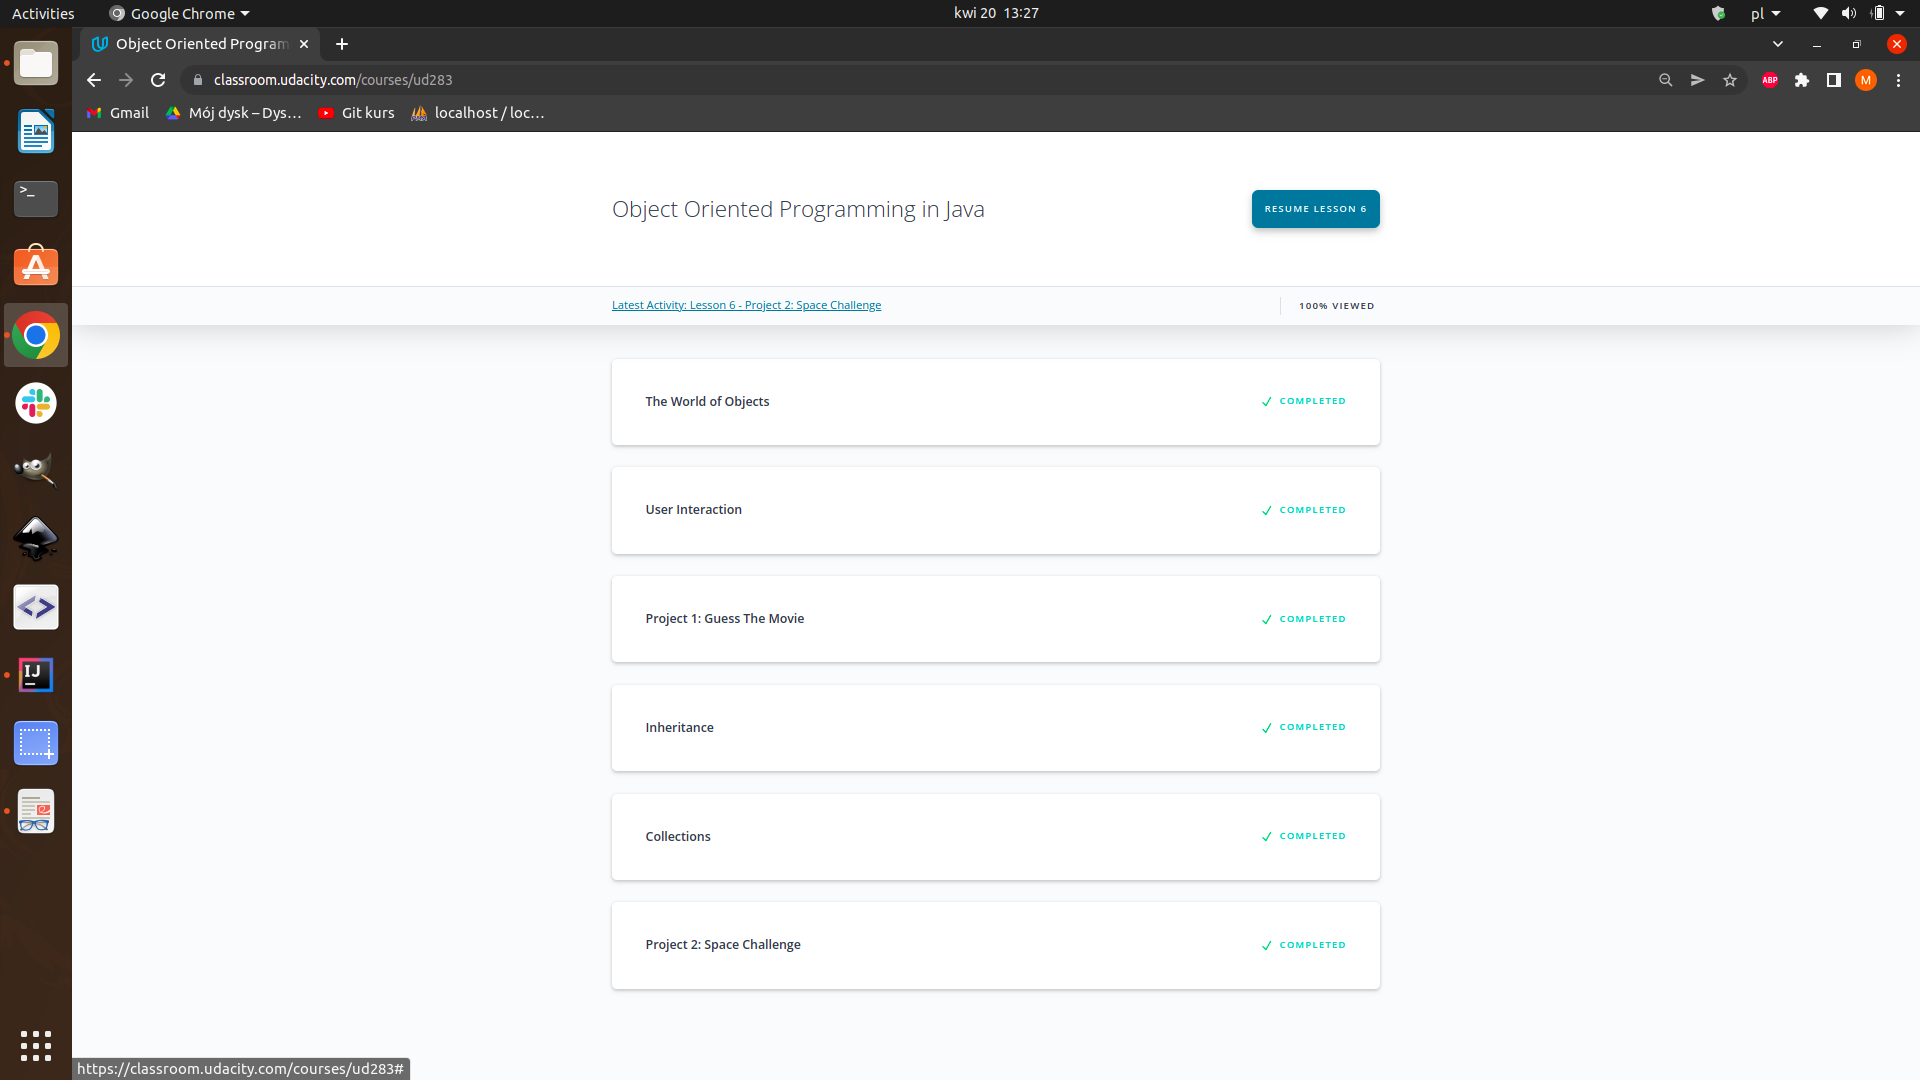 Activities
Google Chrome
kwi 20 13:27
pl
Object Oriented Program
classroom.udacity.com/courses/ud283
ABP
M
Gmail
Mój dysk – Dys…
Git kurs
localhost / loc…
Object Oriented Programming in Java
RESUME LESSON 6
Latest Activity: Lesson 6 - Project 2: Space Challenge
100% VIEWED
The World of Objects
COMPLETED
User Interaction
COMPLETED
Project 1: Guess The Movie
COMPLETED
Inheritance
COMPLETED
Collections
COMPLETED
Project 2: Space Challenge
COMPLETED
>_
IJ
https://classroom.udacity.com/courses/ud283#